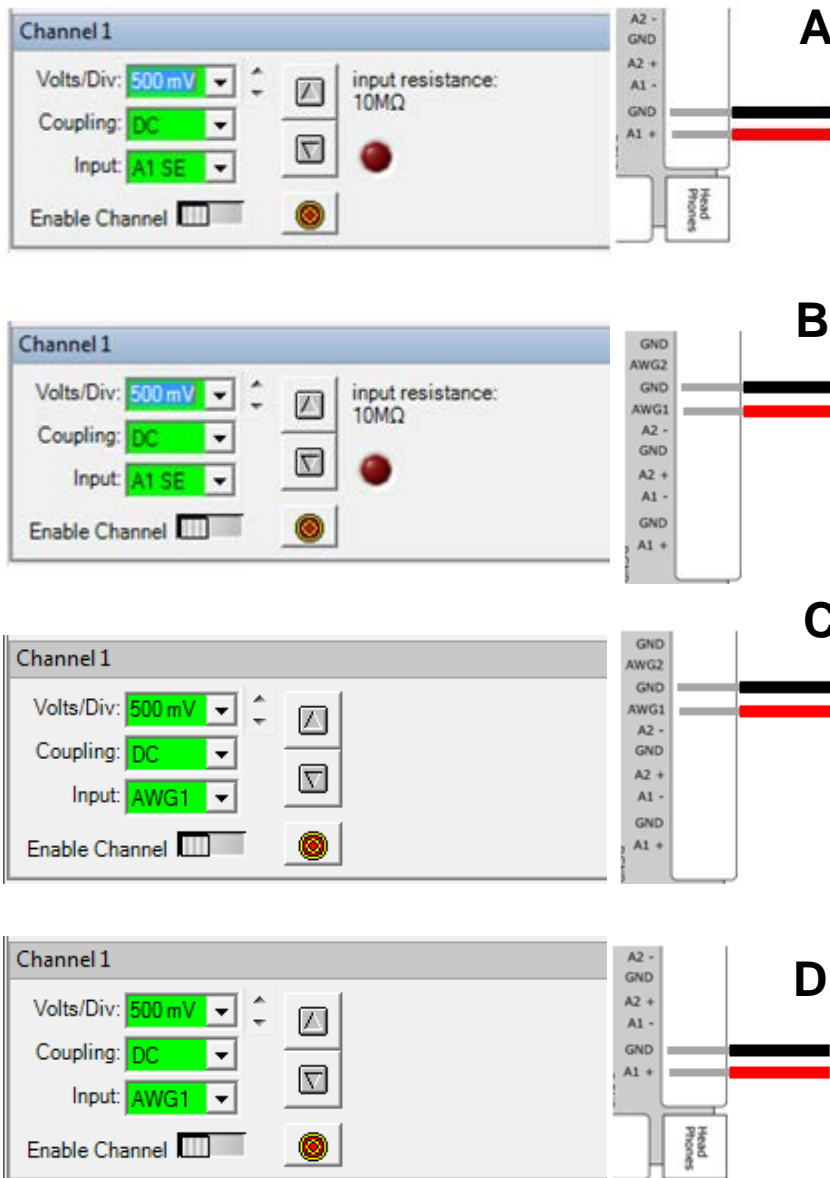 Channel 1
Volts/Div: 500 mV
input resistance:
10MΩ
Coupling: DC
Input: A1 SE
Enable Channel
A2 -
GND
A2 +
A1 -
GND
A1 +
Head
Phones
A
Channel 1
Volts/Div: 500 mV
input resistance:
10MΩ
Coupling: DC
Input: A1 SE
Enable Channel
GND
AWG2
GND
AWG1
A2 -
GND
A2 +
A1 -
GND
A1 +
B
Channel 1
Volts/Div: 500 mV
Coupling: DC
Input: AWG1
Enable Channel
GND
AWG2
GND
AWG1
A2 -
GND
A2 +
A1 -
GND
A1 +
C
Channel 1
Volts/Div: 500 mV
Coupling: DC
Input: AWG1
Enable Channel
A2 -
GND
A2 +
A1 -
GND
A1 +
Head
Phones
D